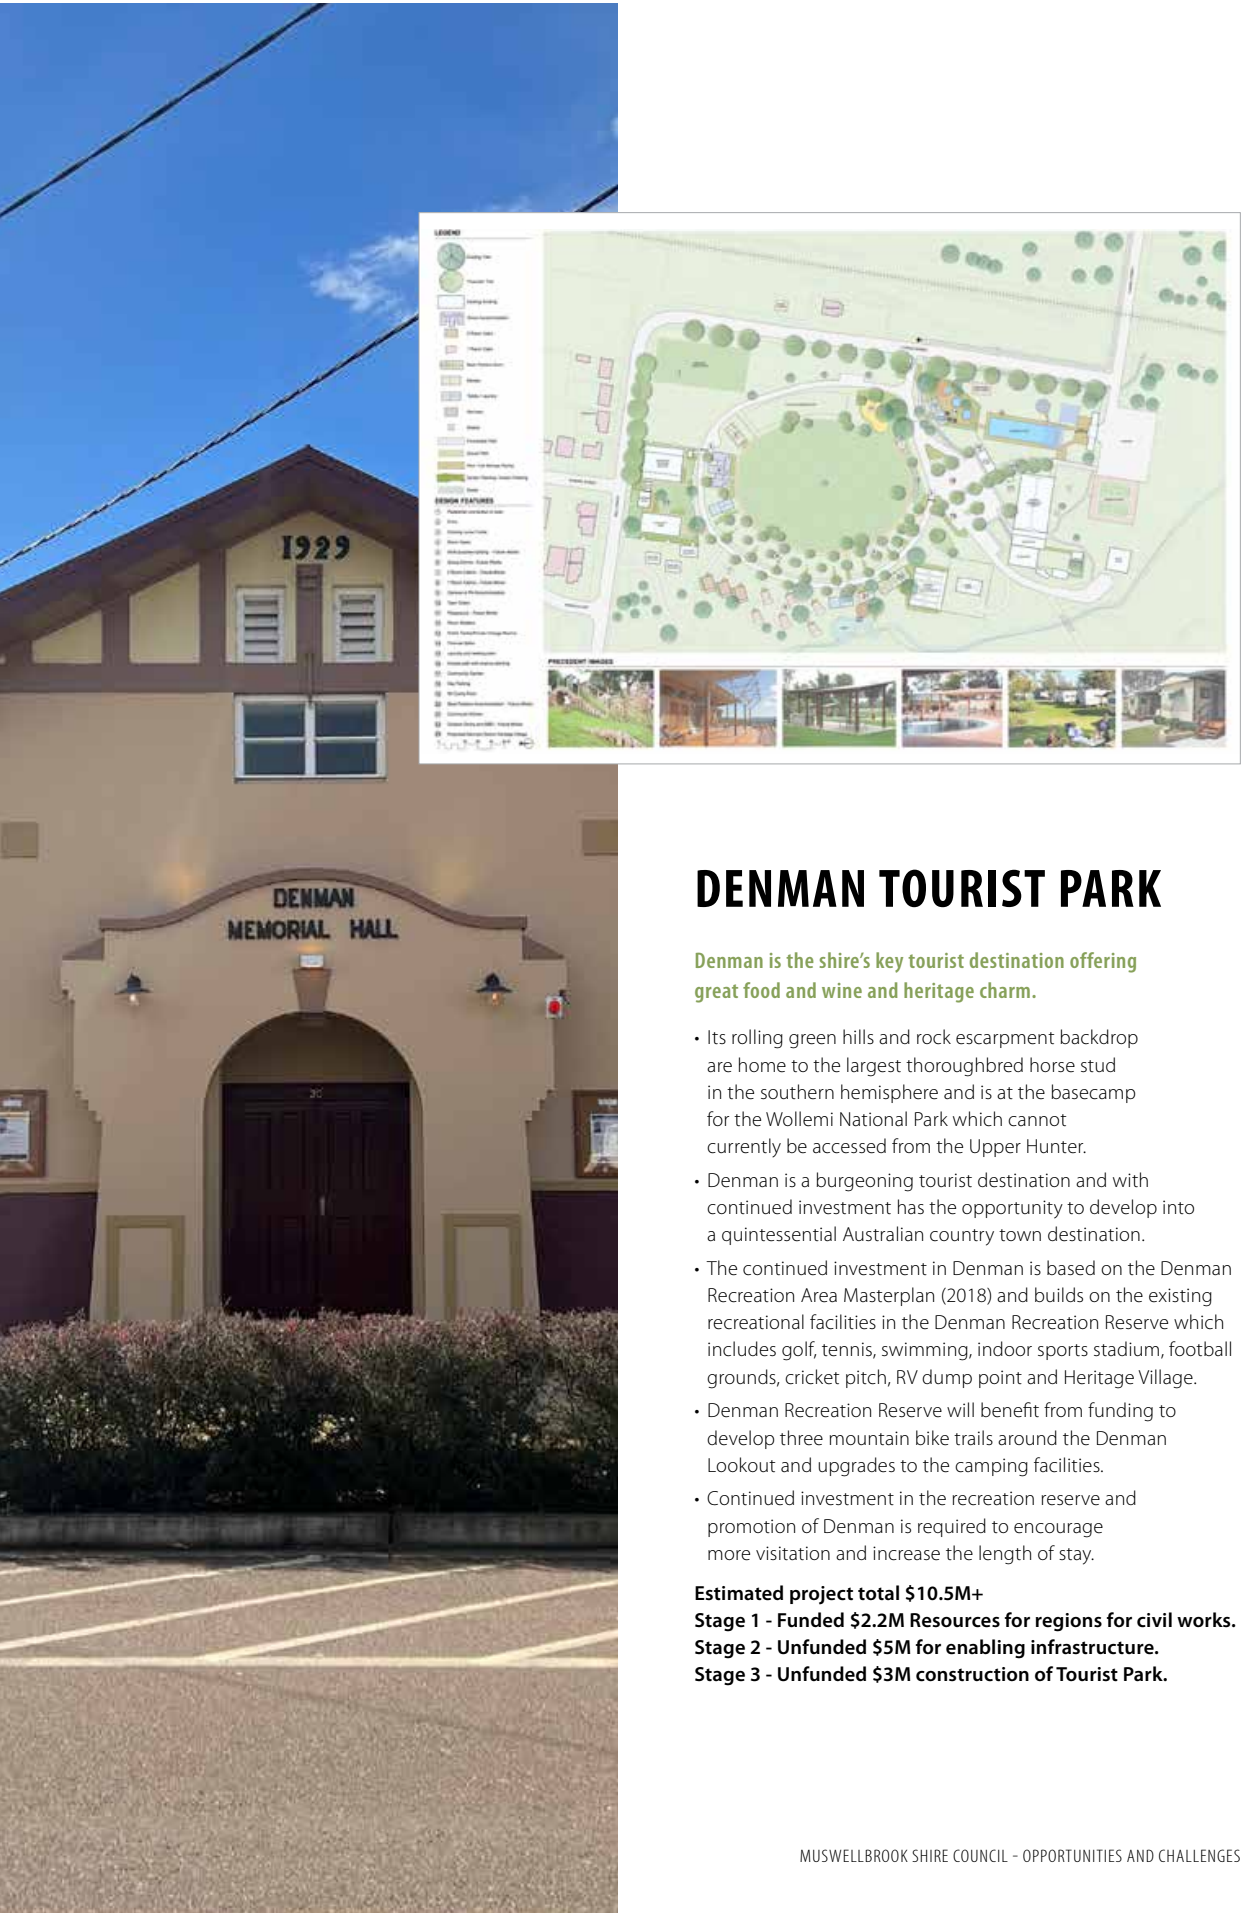 1929
DENMAN
MEMORIAL HALL
30
LEGEND
Existing Tree
Proposed Tree
Existing Building
DESIGN FEATURES
Community Garden
PRECEDENT IMAGES
DENMAN TOURIST PARK
Denman is the shire’s key tourist destination offering
great food and wine and heritage charm.
• Its rolling green hills and rock escarpment backdrop
are home to the largest thoroughbred horse stud
in the southern hemisphere and is at the basecamp
for the Wollemi National Park which cannot
currently be accessed from the Upper Hunter.
• Denman is a burgeoning tourist destination and with
continued investment has the opportunity to develop into
a quintessential Australian country town destination.
• The continued investment in Denman is based on the Denman
Recreation Area Masterplan (2018) and builds on the existing
recreational facilities in the Denman Recreation Reserve which
includes golf, tennis, swimming, indoor sports stadium, football
grounds, cricket pitch, RV dump point and Heritage Village.
• Denman Recreation Reserve will benefit from funding to
develop three mountain bike trails around the Denman
Lookout and upgrades to the camping facilities.
• Continued investment in the recreation reserve and
promotion of Denman is required to encourage
more visitation and increase the length of stay.
Estimated project total $10.5M+
Stage 1 - Funded $2.2M Resources for regions for civil works.
Stage 2 - Unfunded $5M for enabling infrastructure.
Stage 3 - Unfunded $3M construction of Tourist Park.
MUSWELLBROOK SHIRE COUNCIL - OPPORTUNITIES AND CHALLENGES